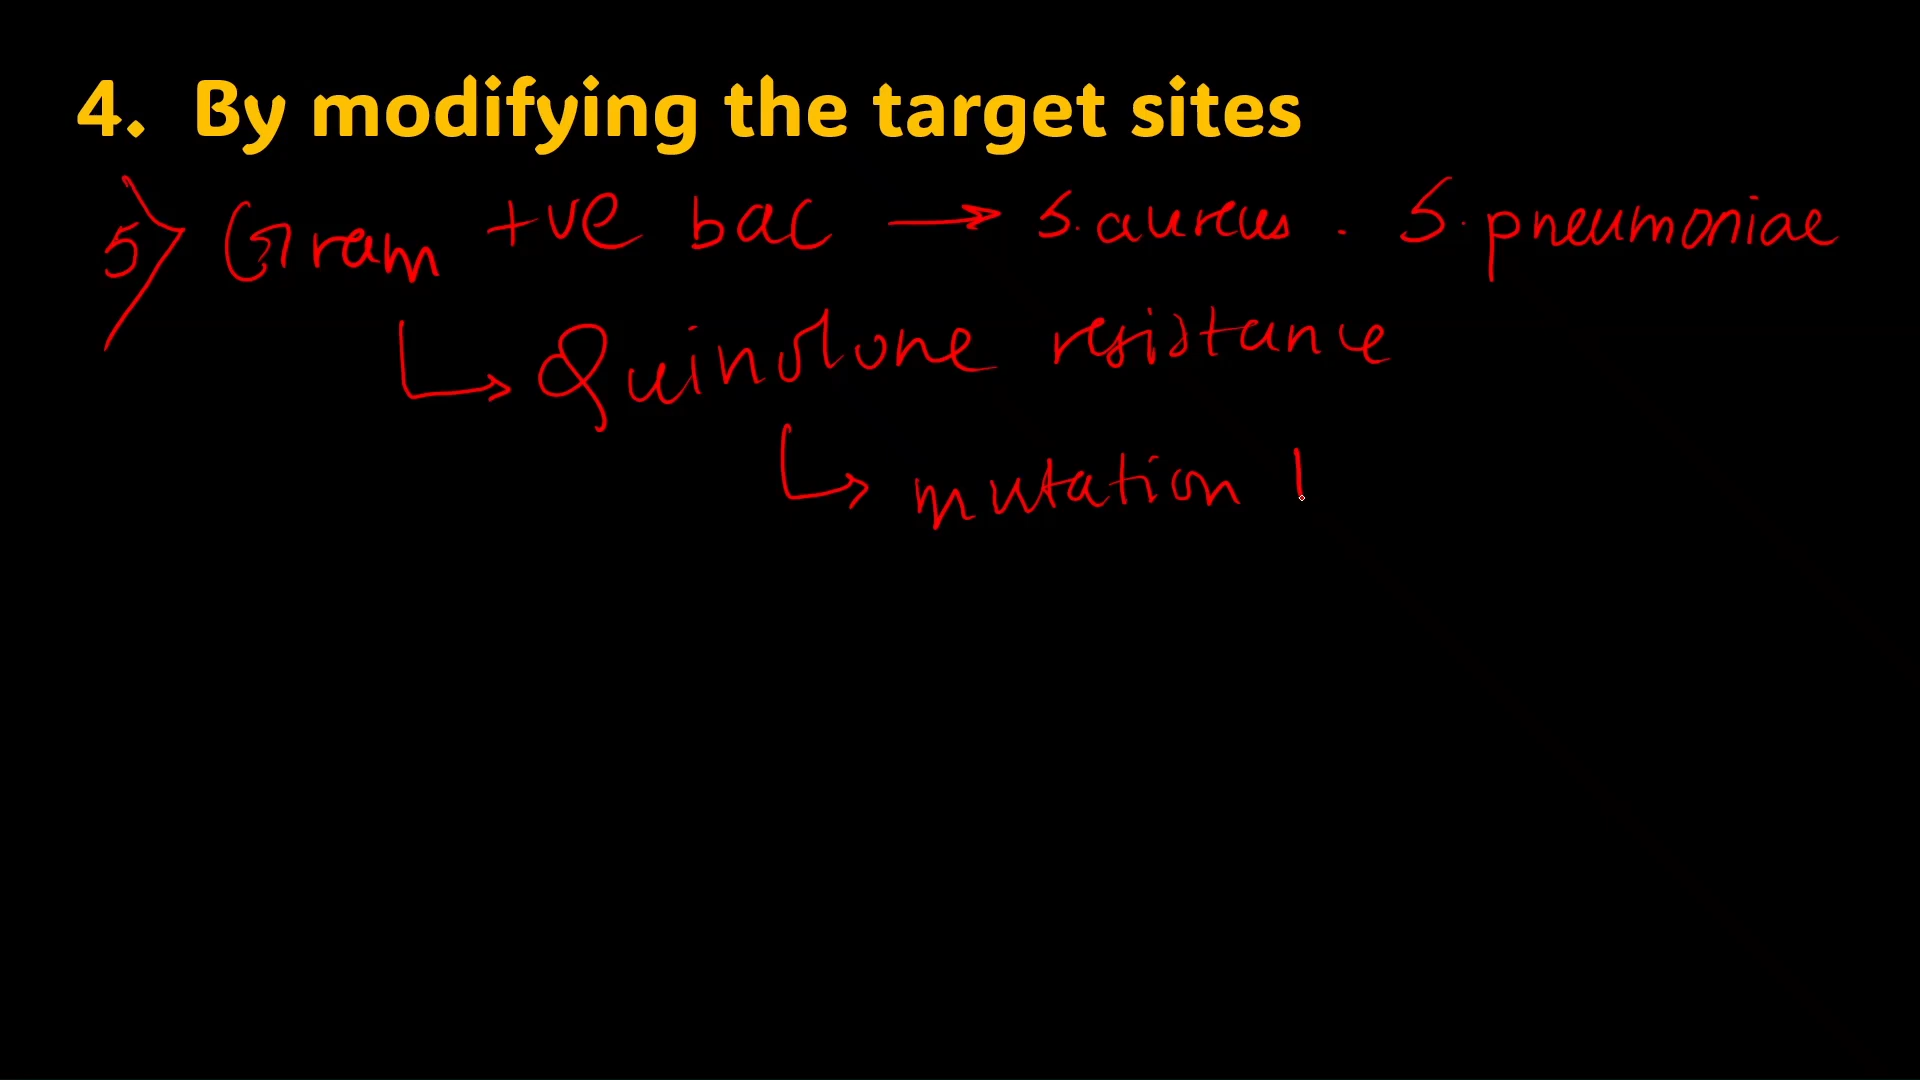 4. By modifying the target sites
5) Gram +ve bac → S. aureus . S. pneumoniae
↳ Quinolone resistance
↳ mutation